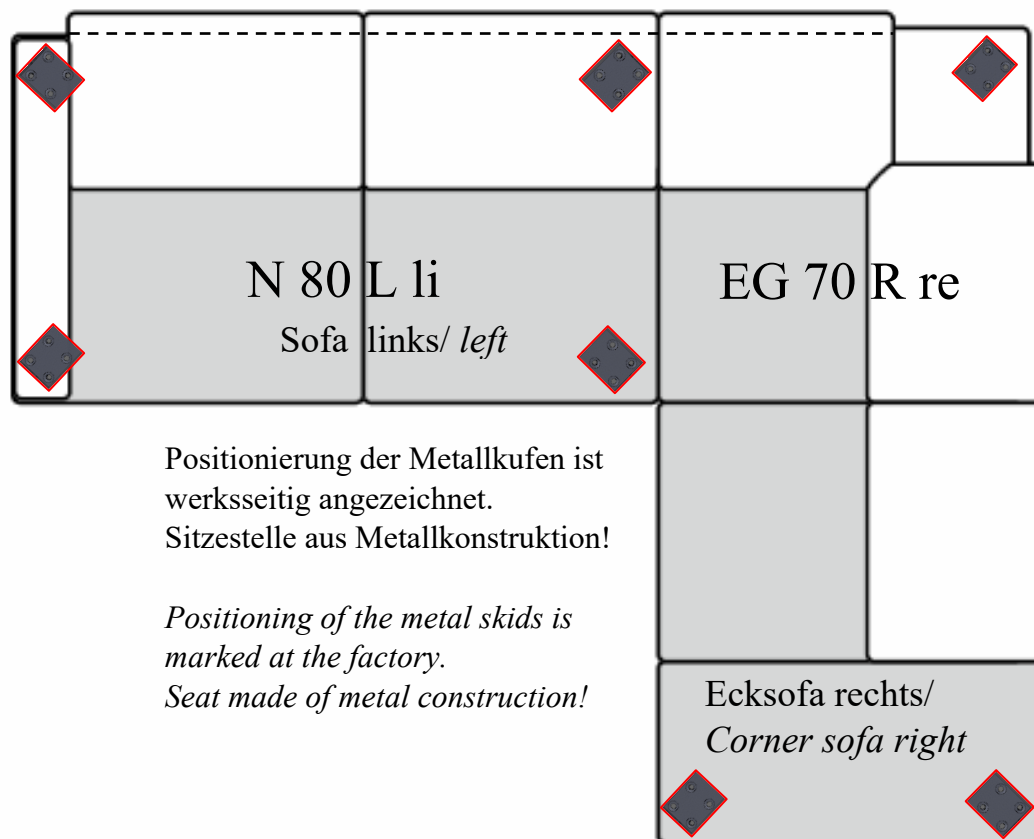 N 80 L li
EG 70 R re
Sofa links/ left
Positionierung der Metallkufen ist
werksseitig angezeichnet.
Sitzestelle aus Metallkonstruktion!
Positioning of the metal skids is
marked at the factory.
Seat made of metal construction!
Ecksofa rechts/
Corner sofa right